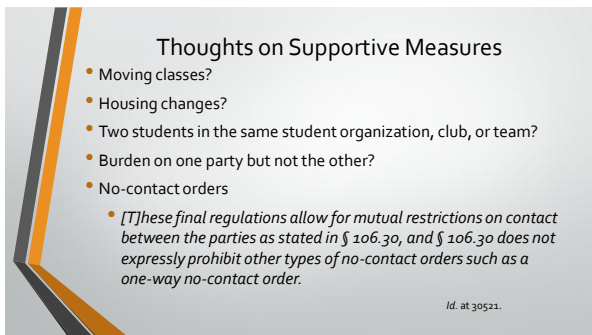 Thoughts on Supportive Measures
• Moving classes?
• Housing changes?
• Two students in the same student organization, club, or team?
• Burden on one party but not the other?
• No-contact orders
• [T]hese final regulations allow for mutual restrictions on contact
between the parties as stated in § 106.30, and § 106.30 does not
expressly prohibit other types of no-contact orders such as a
one-way no-contact order.
Id. at 30521.